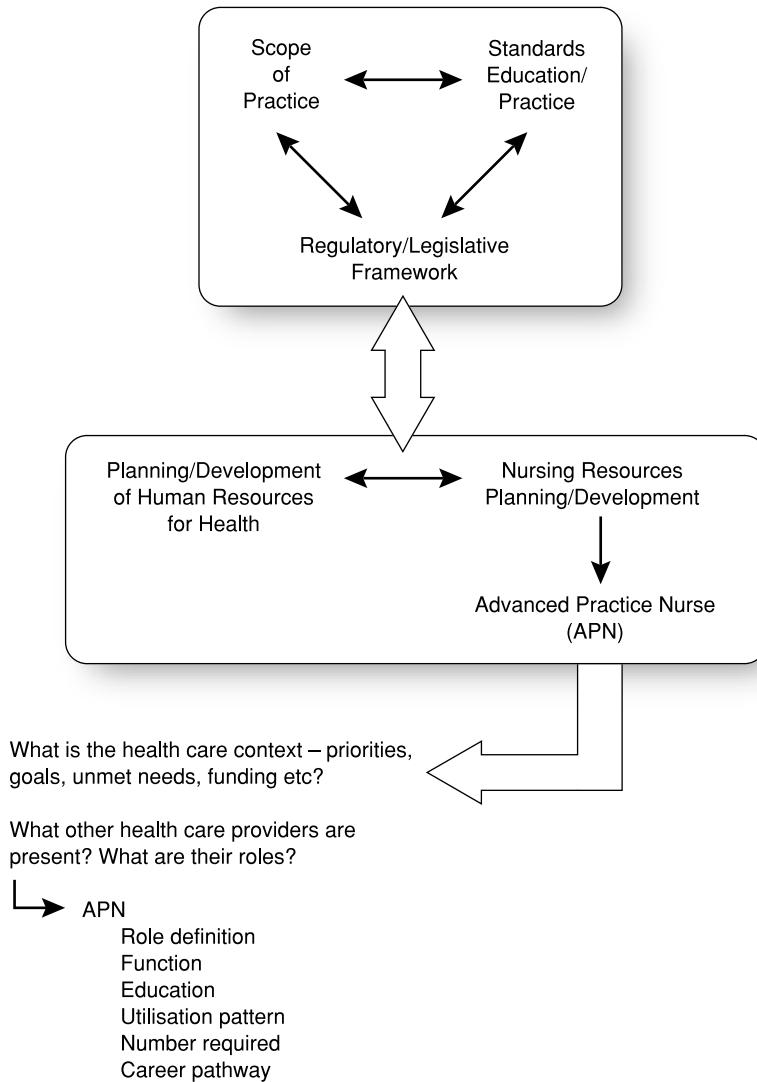 Scope
of
Practice
Standards
Education/
Practice
Regulatory/Legislative
Framework
Planning/Development
of Human Resources
for Health
Nursing Resources
Planning/Development
Advanced Practice Nurse
(APN)
What is the health care context – priorities,
goals, unmet needs, funding etc?
What other health care providers are
present? What are their roles?
APN
Role definition
Function
Education
Utilisation pattern
Number required
Career pathway